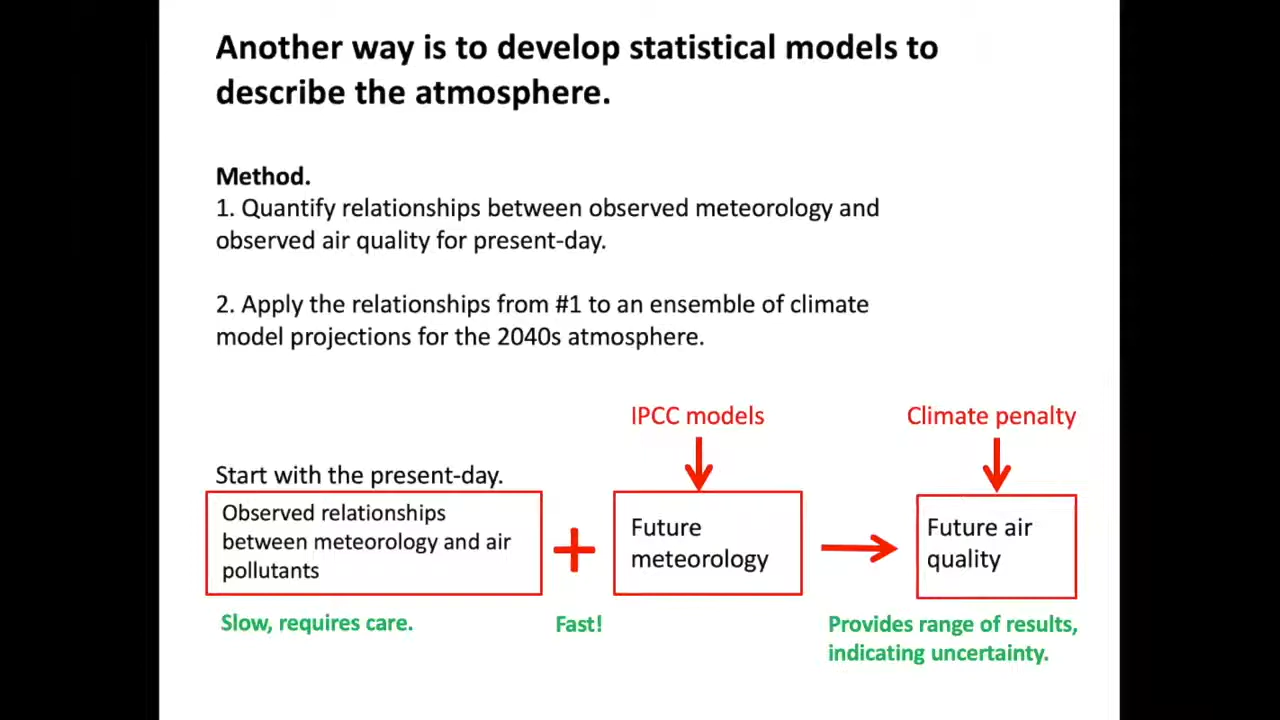 Another way is to develop statistical models to
describe the atmosphere.
Method.
1. Quantify relationships between observed meteorology and
observed air quality for present-day.
2. Apply the relationships from #1 to an ensemble of climate
model projections for the 2040s atmosphere.
IPCC models
Climate penalty
Start with the present-day.
Observed relationships
between meteorology and air
pollutants
+
Future
meteorology
Future air
quality
Slow, requires care.
Fast!
Provides range of results,
indicating uncertainty.